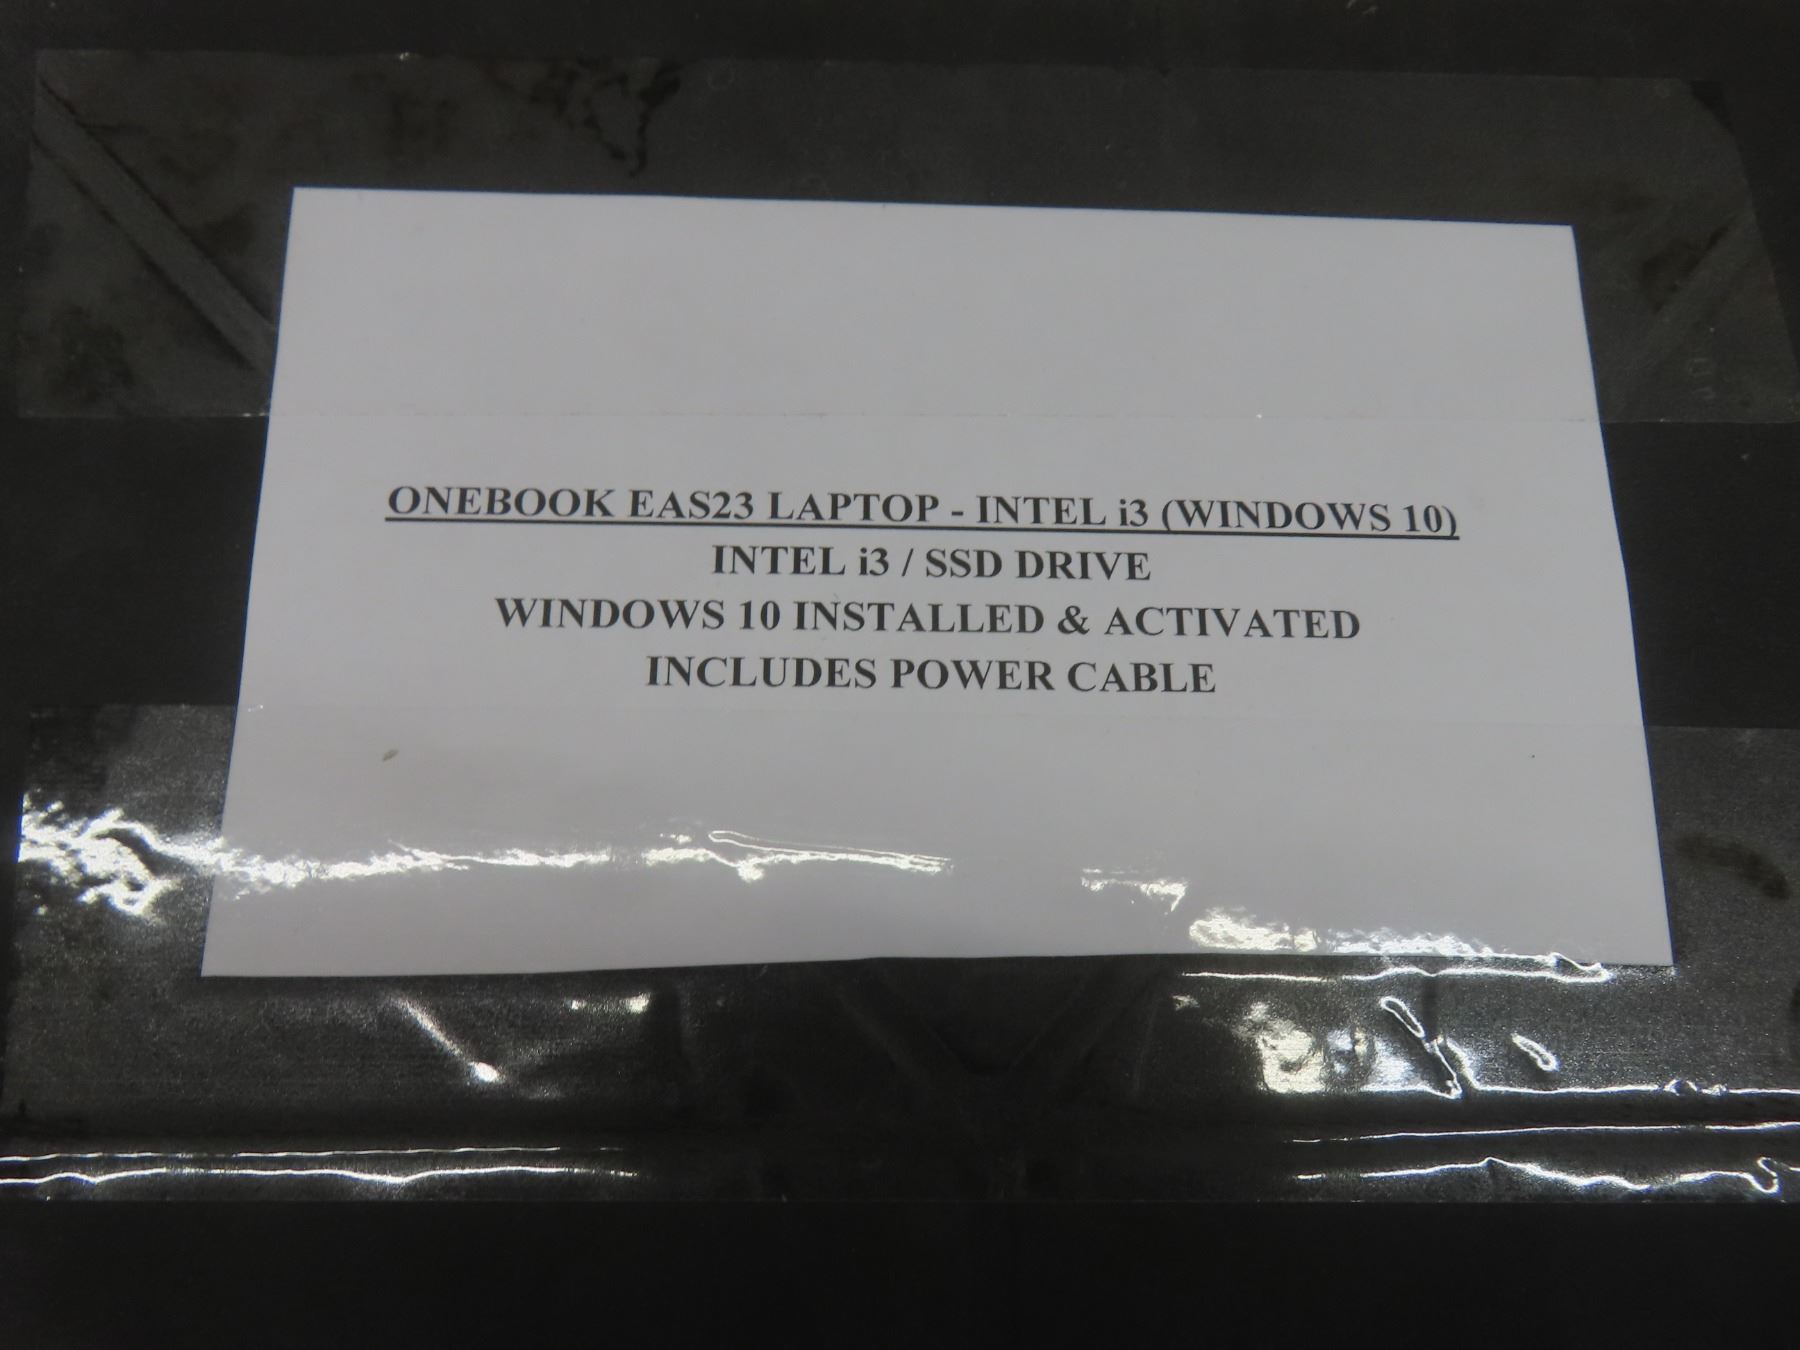 ONEBOOK EAS23 LAPTOP - INTEL i3 (WINDOWS 10)
INTEL i3 / SSD DRIVE
WINDOWS 10 INSTALLED & ACTIVATED
INCLUDES POWER CABLE